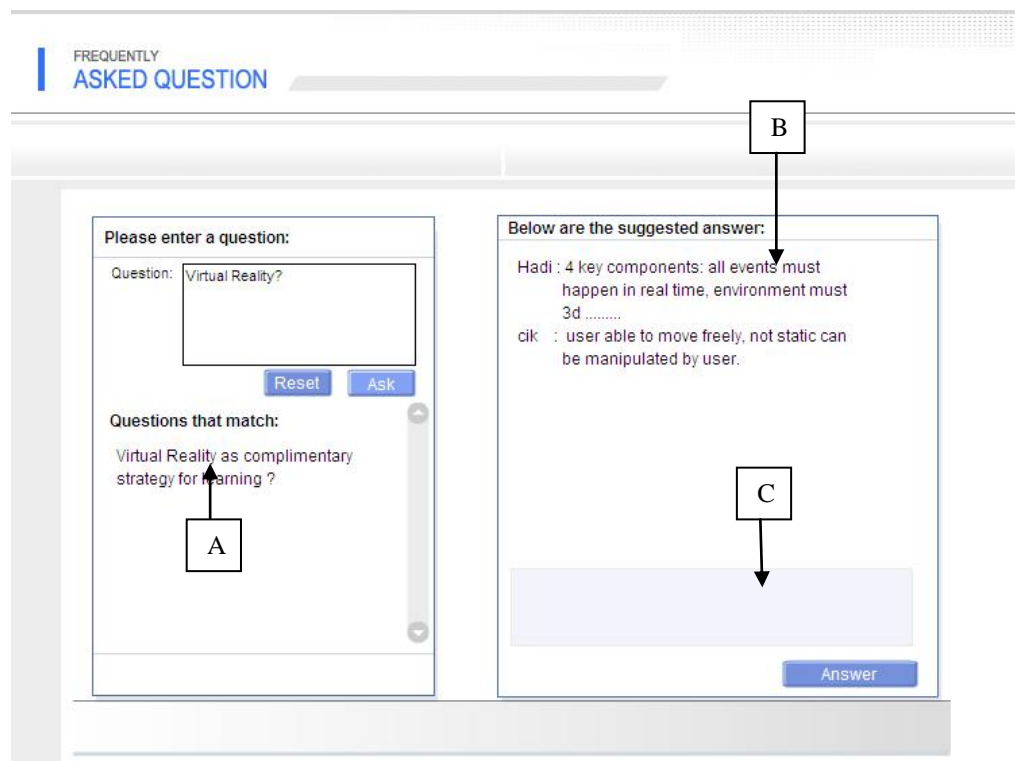 FREQUENTLY
ASKED QUESTION
B
Please enter a question:
Question: Virtual Reality?
Reset Ask
Questions that match:
Virtual Reality as complimentary
strategy for learning ?
A
Below are the suggested answer:
Hadi : 4 key components: all events must
happen in real time, environment must
3d .........
cik : user able to move freely, not static can
be manipulated by user.
C
Answer